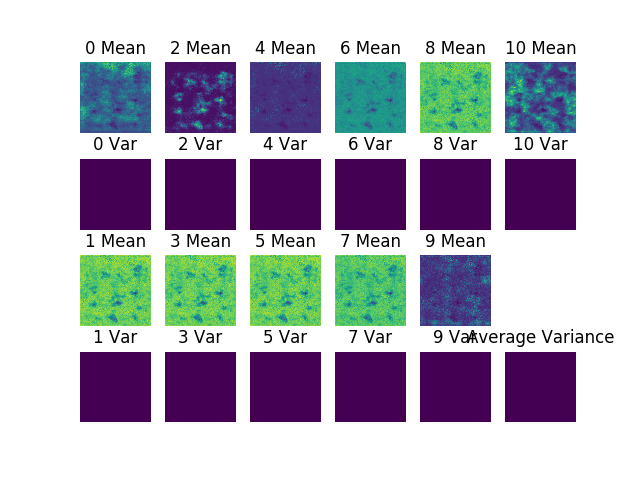 0 Mean 2 Mean 4 Mean 6 Mean 8 Mean 10 Mean
0 Var 2 Var 4 Var 6 Var 8 Var 10 Var
1 Mean 3 Mean 5 Mean 7 Mean 9 Mean
1 Var 3 Var 5 Var 7 Var 9 Var Average Variance